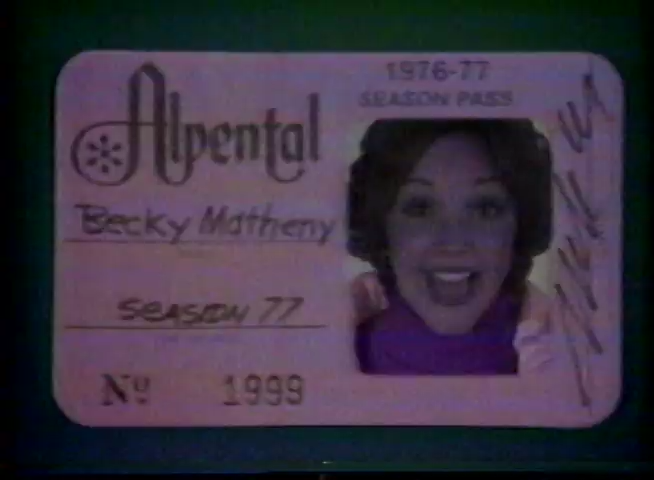 Alpental
1976-77
SEASON PASS
Becky Matheny
SEASON 77
Nº 1999